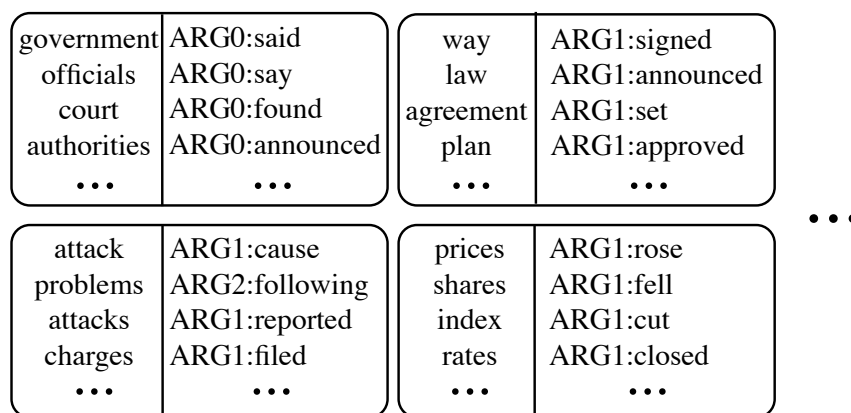 government ARG0:said
officials ARG0:say
court ARG0:found
authorities ARG0:announced
... ...
way ARG1:signed
law ARG1:announced
agreement ARG1:set
plan ARG1:approved
... ...
attack ARG1:cause
problems ARG2:following
attacks ARG1:reported
charges ARG1:filed
... ...
prices ARG1:rose
shares ARG1:fell
index ARG1:cut
rates ARG1:closed
... ...
...